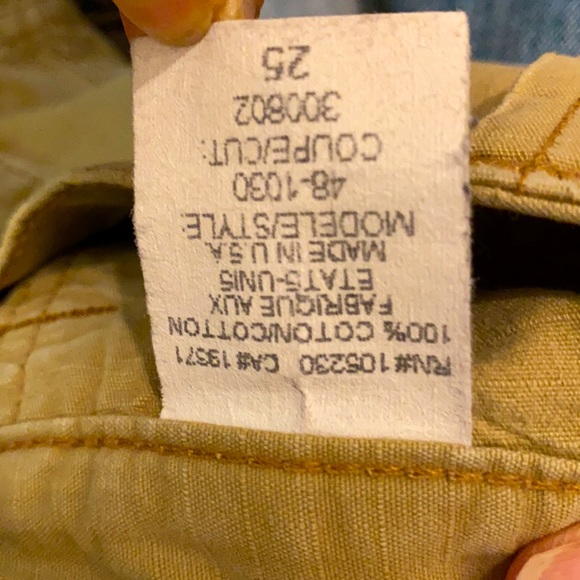 RN#105230 CA#19371
100% COTON/COTTON
FABRIQUE AUX
ETATS-UNIS
MADE IN U.S.A.
MODELE/STYLE:
48-1030
COUPE/CUT:
300802
25